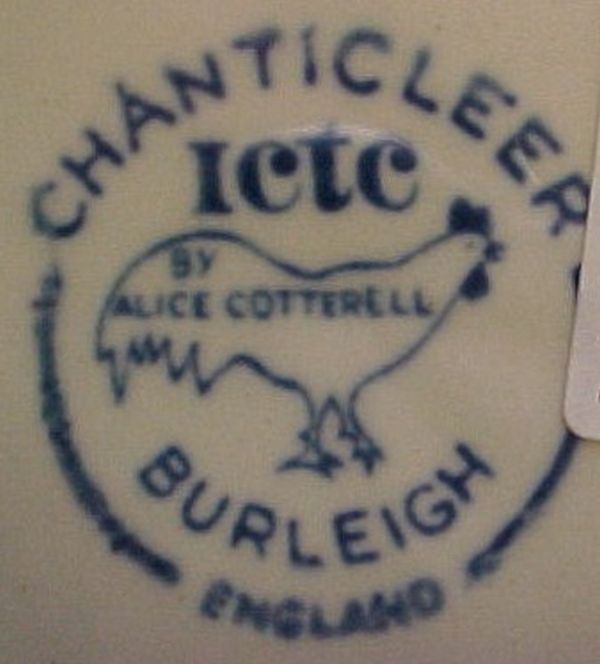 CHANTICLEER
ICTC
BY
ALICE COTTERELL
BURLEIGH
ENGLAND